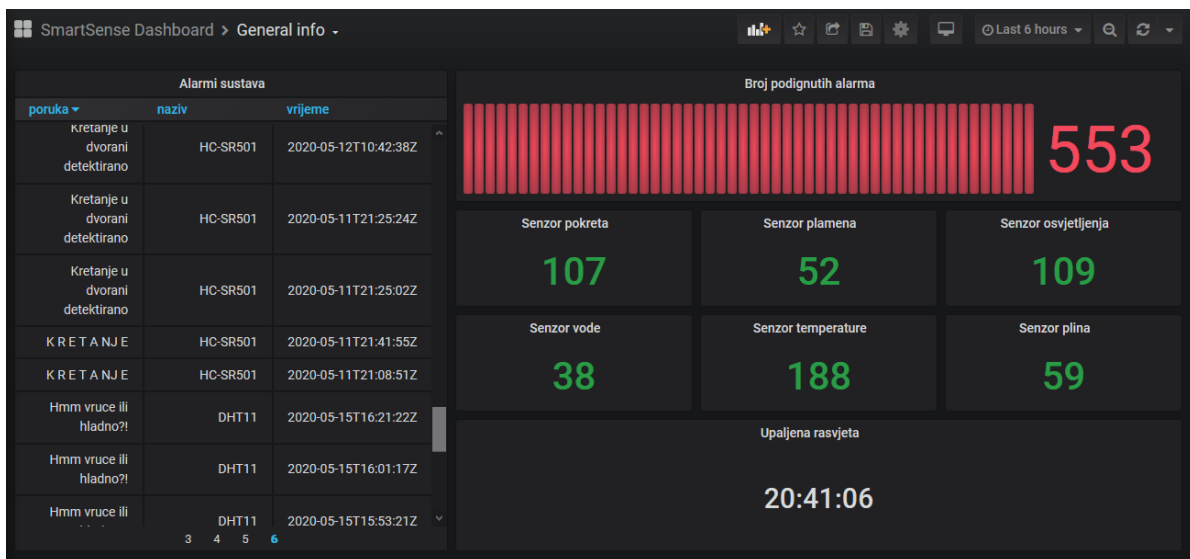 SmartSense Dashboard > General info
Last 6 hours
Alarmi sustava
poruka naziv vrijeme
Kretanje u
dvorani HC-SR501 2020-05-12T10:42:38Z
detektirano
Kretanje u
dvorani HC-SR501 2020-05-11T21:25:24Z
detektirano
Kretanje u
dvorani HC-SR501 2020-05-11T21:25:02Z
detektirano
K R E T A N J E HC-SR501 2020-05-11T21:41:55Z
K R E T A N J E HC-SR501 2020-05-11T21:08:51Z
Hmm vruce ili
hladno?! DHT11 2020-05-15T16:21:22Z
Hmm vruce ili
hladno?! DHT11 2020-05-15T16:01:17Z
Hmm vruce ili
DHT11 2020-05-15T15:53:21Z
3 4 5 6
Broj podignutih alarma
553
Senzor pokreta Senzor plamena Senzor osvjetljenja
107 52 109
Senzor vode Senzor temperature Senzor plina
38 188 59
Upaljena rasvjeta
20:41:06